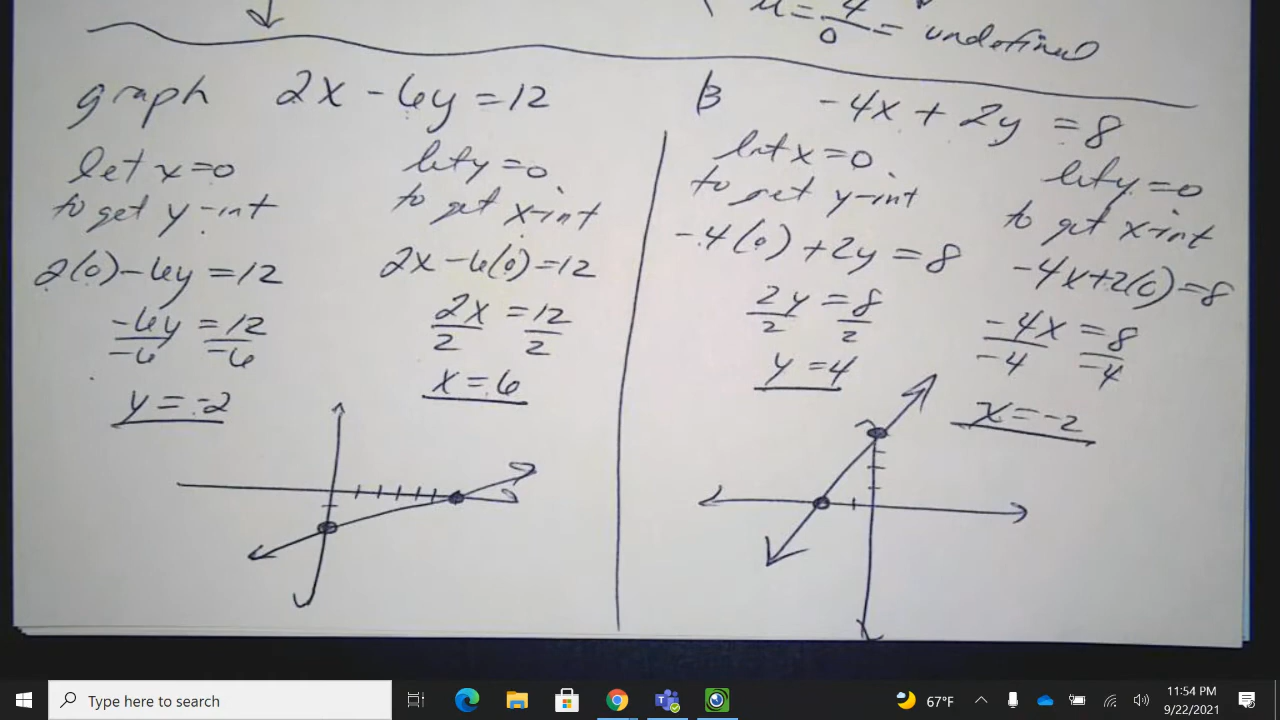 u = 4/0 = undefined
graph 2x - 6y = 12
let x = 0
to get y-int
2(0) - 6y = 12
-6y/-6 = 12/-6
y = -2
let y = 0
to get x-int
2x - 6(0) = 12
2x/2 = 12/2
x = 6
B -4x + 2y = 8
let x = 0
to get y-int
-4(0) + 2y = 8
2y/2 = 8/2
y = 4
let y = 0
to get x-int
-4x + 2(0) = 8
-4x/-4 = 8/-4
x = -2
Type here to search
67°F
11:54 PM
9/22/2021